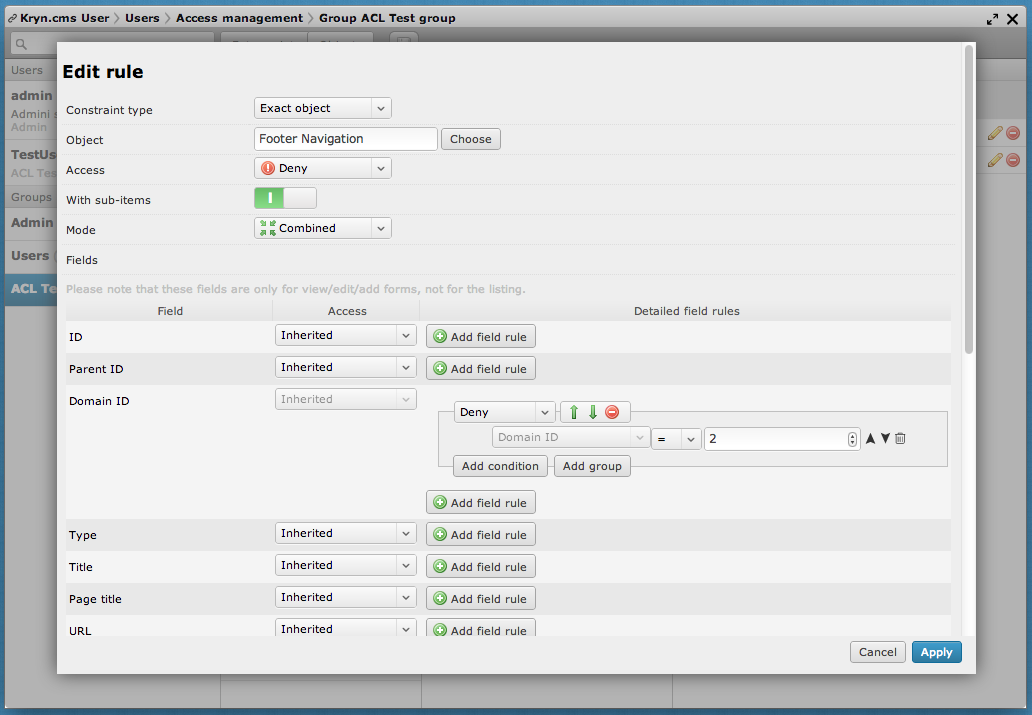 Kryn.cms User Users Access management Group ACL Test group
Users
admin
Admini
Admin
TestUse
ACL Tes
Groups
Admin
Users
ACL Te
Edit rule
Constraint type Exact object
Object Footer Navigation Choose
Access Deny
With sub-items
Mode Combined
Fields
Please note that these fields are only for view/edit/add forms, not for the listing.
Field Access Detailed field rules
ID Inherited Add field rule
Parent ID Inherited Add field rule
Domain ID Inherited
Deny
Domain ID = 2
Add condition Add group
Add field rule
Type Inherited Add field rule
Title Inherited Add field rule
Page title Inherited Add field rule
URL Inherited Add field rule
Cancel Apply